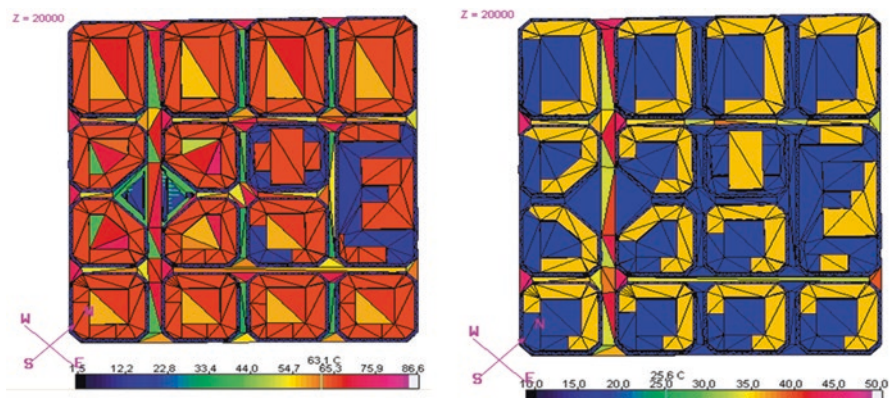 Z = 20000
N
W
S
E
63,1 C
1,5 12,2 22,8 33,4 44,0 54,7 65,3 75,9 86,6
Z = 20000
N
W
S
E
25,6 C
10,0 15,0 20,0 25,0 30,0 35,0 40,0 45,0 50,0